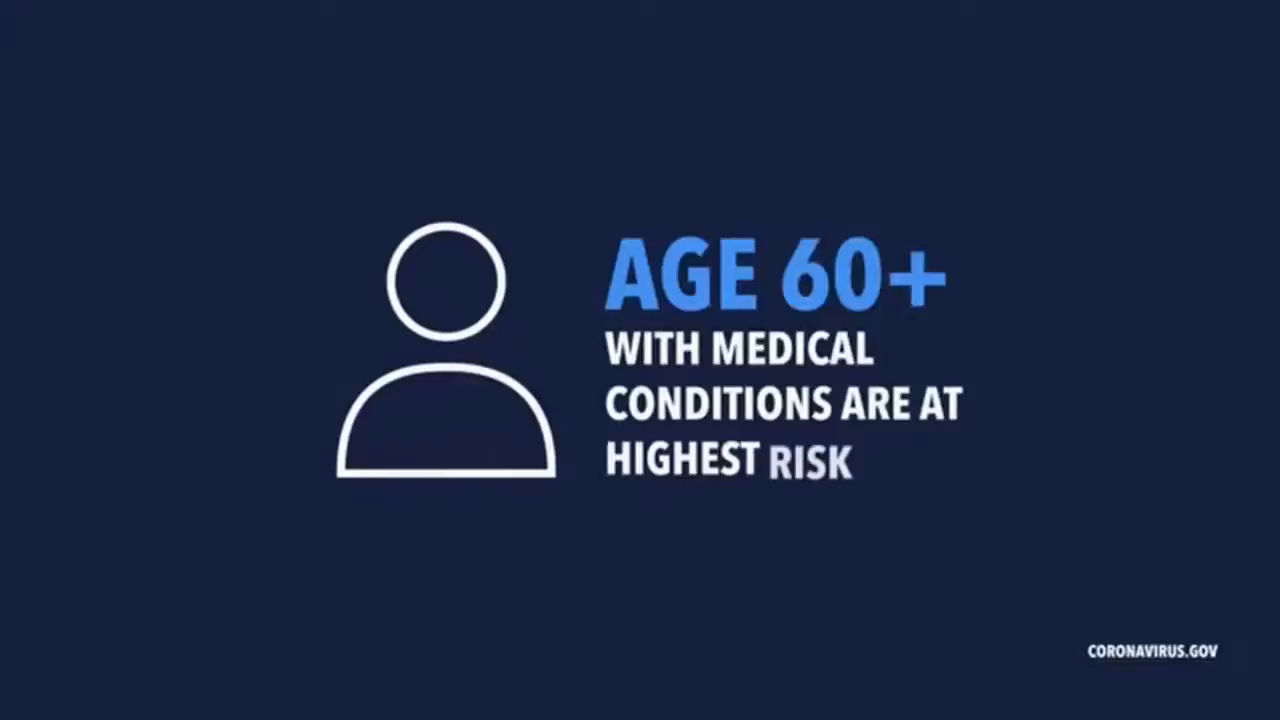 AGE 60+
WITH MEDICAL
CONDITIONS ARE AT
HIGHEST RISK
CORONAVIRUS.GOV